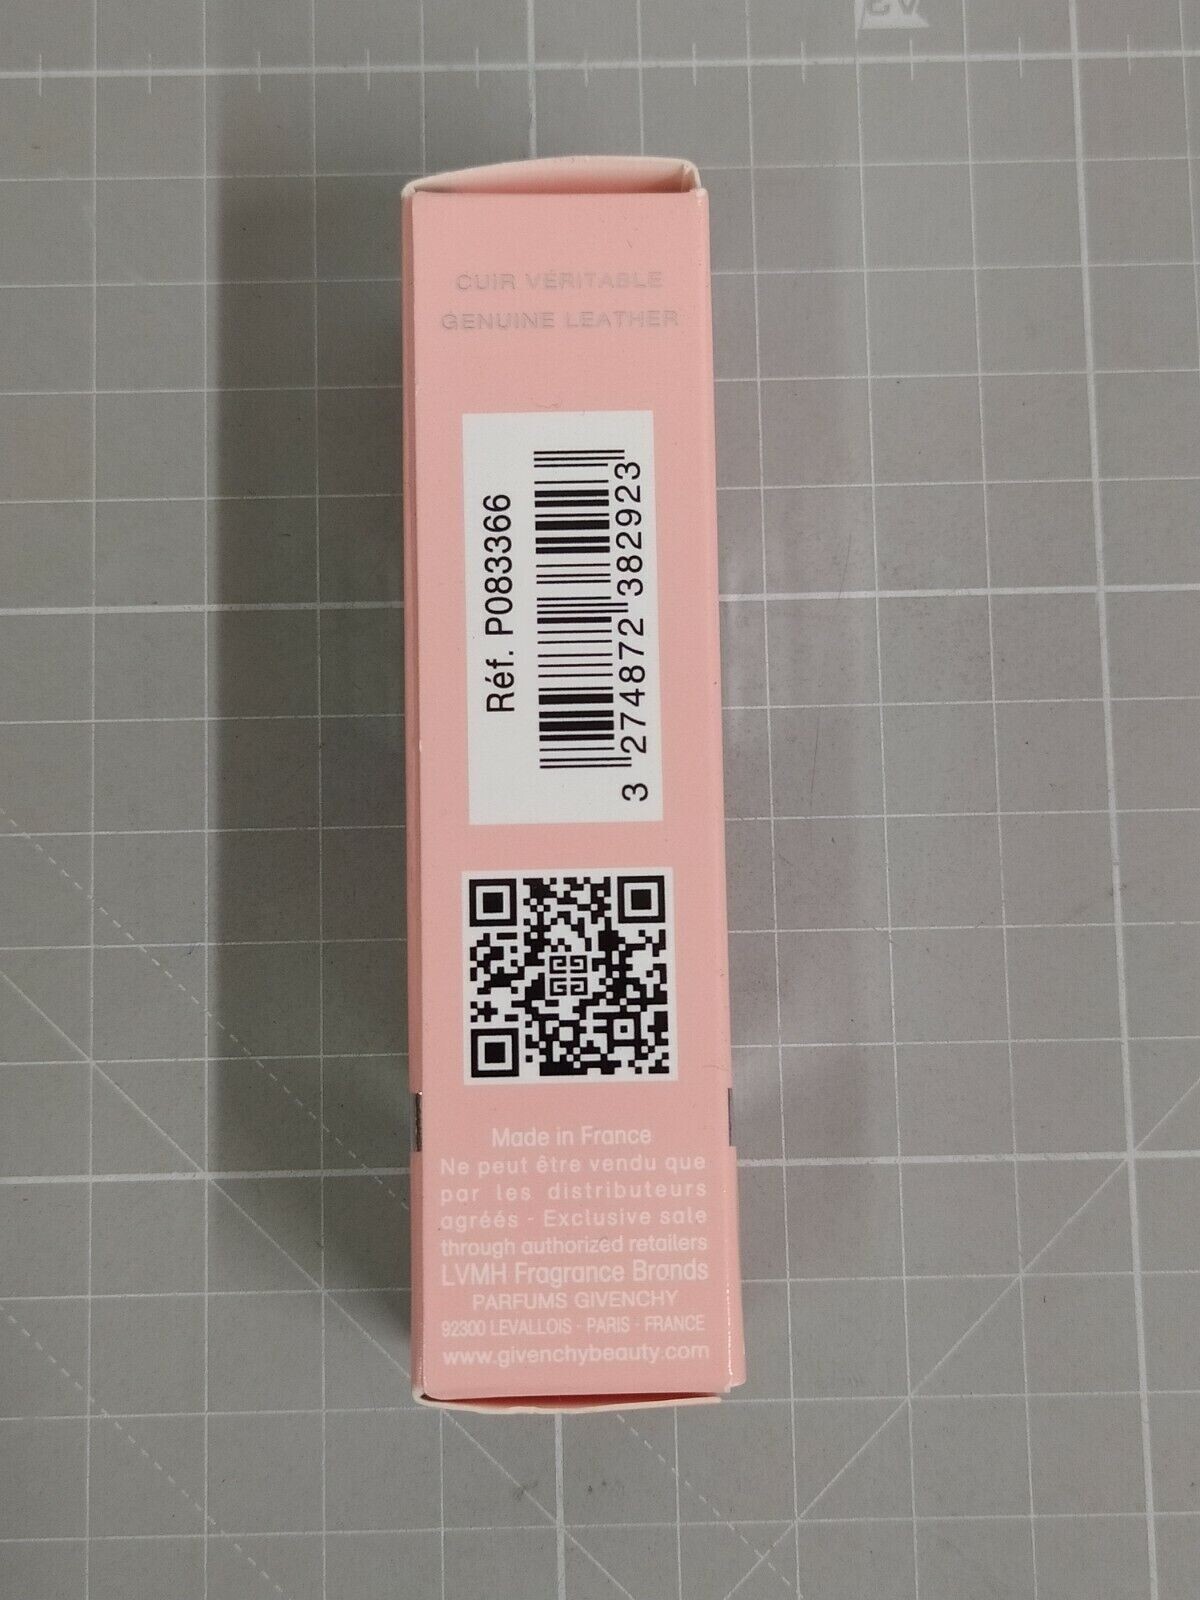 CUIR VÉRITABLE
GENUINE LEATHER
Réf. P083366
3 274872 382923
Made in France
Ne peut être vendu que
par les distributeurs
agréés - Exclusive sale
through authorized retailers
LVMH Fragrance Brands
PARFUMS GIVENCHY
92300 LEVALLOIS - PARIS - FRANCE
www.givenchybeauty.com